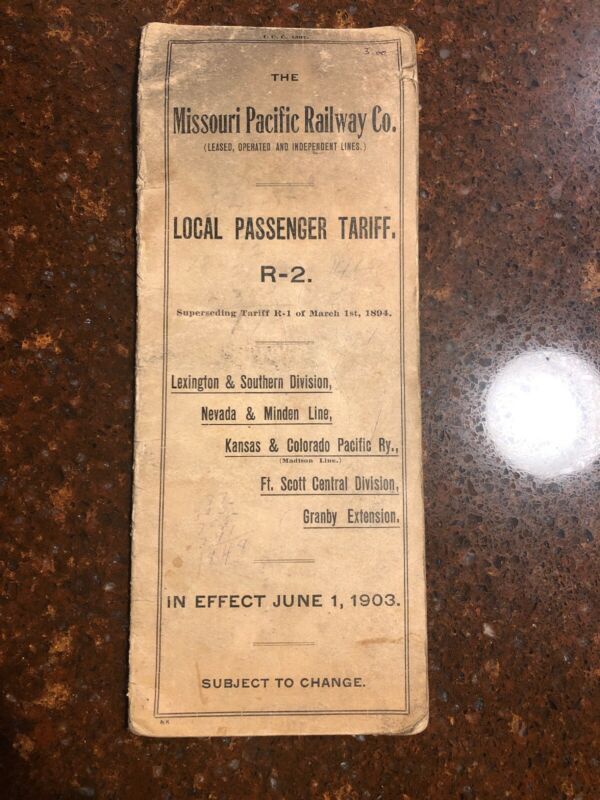 3.00
THE
Missouri Pacific Railway Co.
(LEASED, OPERATED AND INDEPENDENT LINES.)
LOCAL PASSENGER TARIFF.
R-2.
Superseding Tariff R-1 of March 1st, 1894.
Lexington & Southern Division,
Nevada & Minden Line,
Kansas & Colorado Pacific Ry.,
(Madison Line.)
Ft. Scott Central Division,
Granby Extension.
IN EFFECT JUNE 1, 1903.
SUBJECT TO CHANGE.